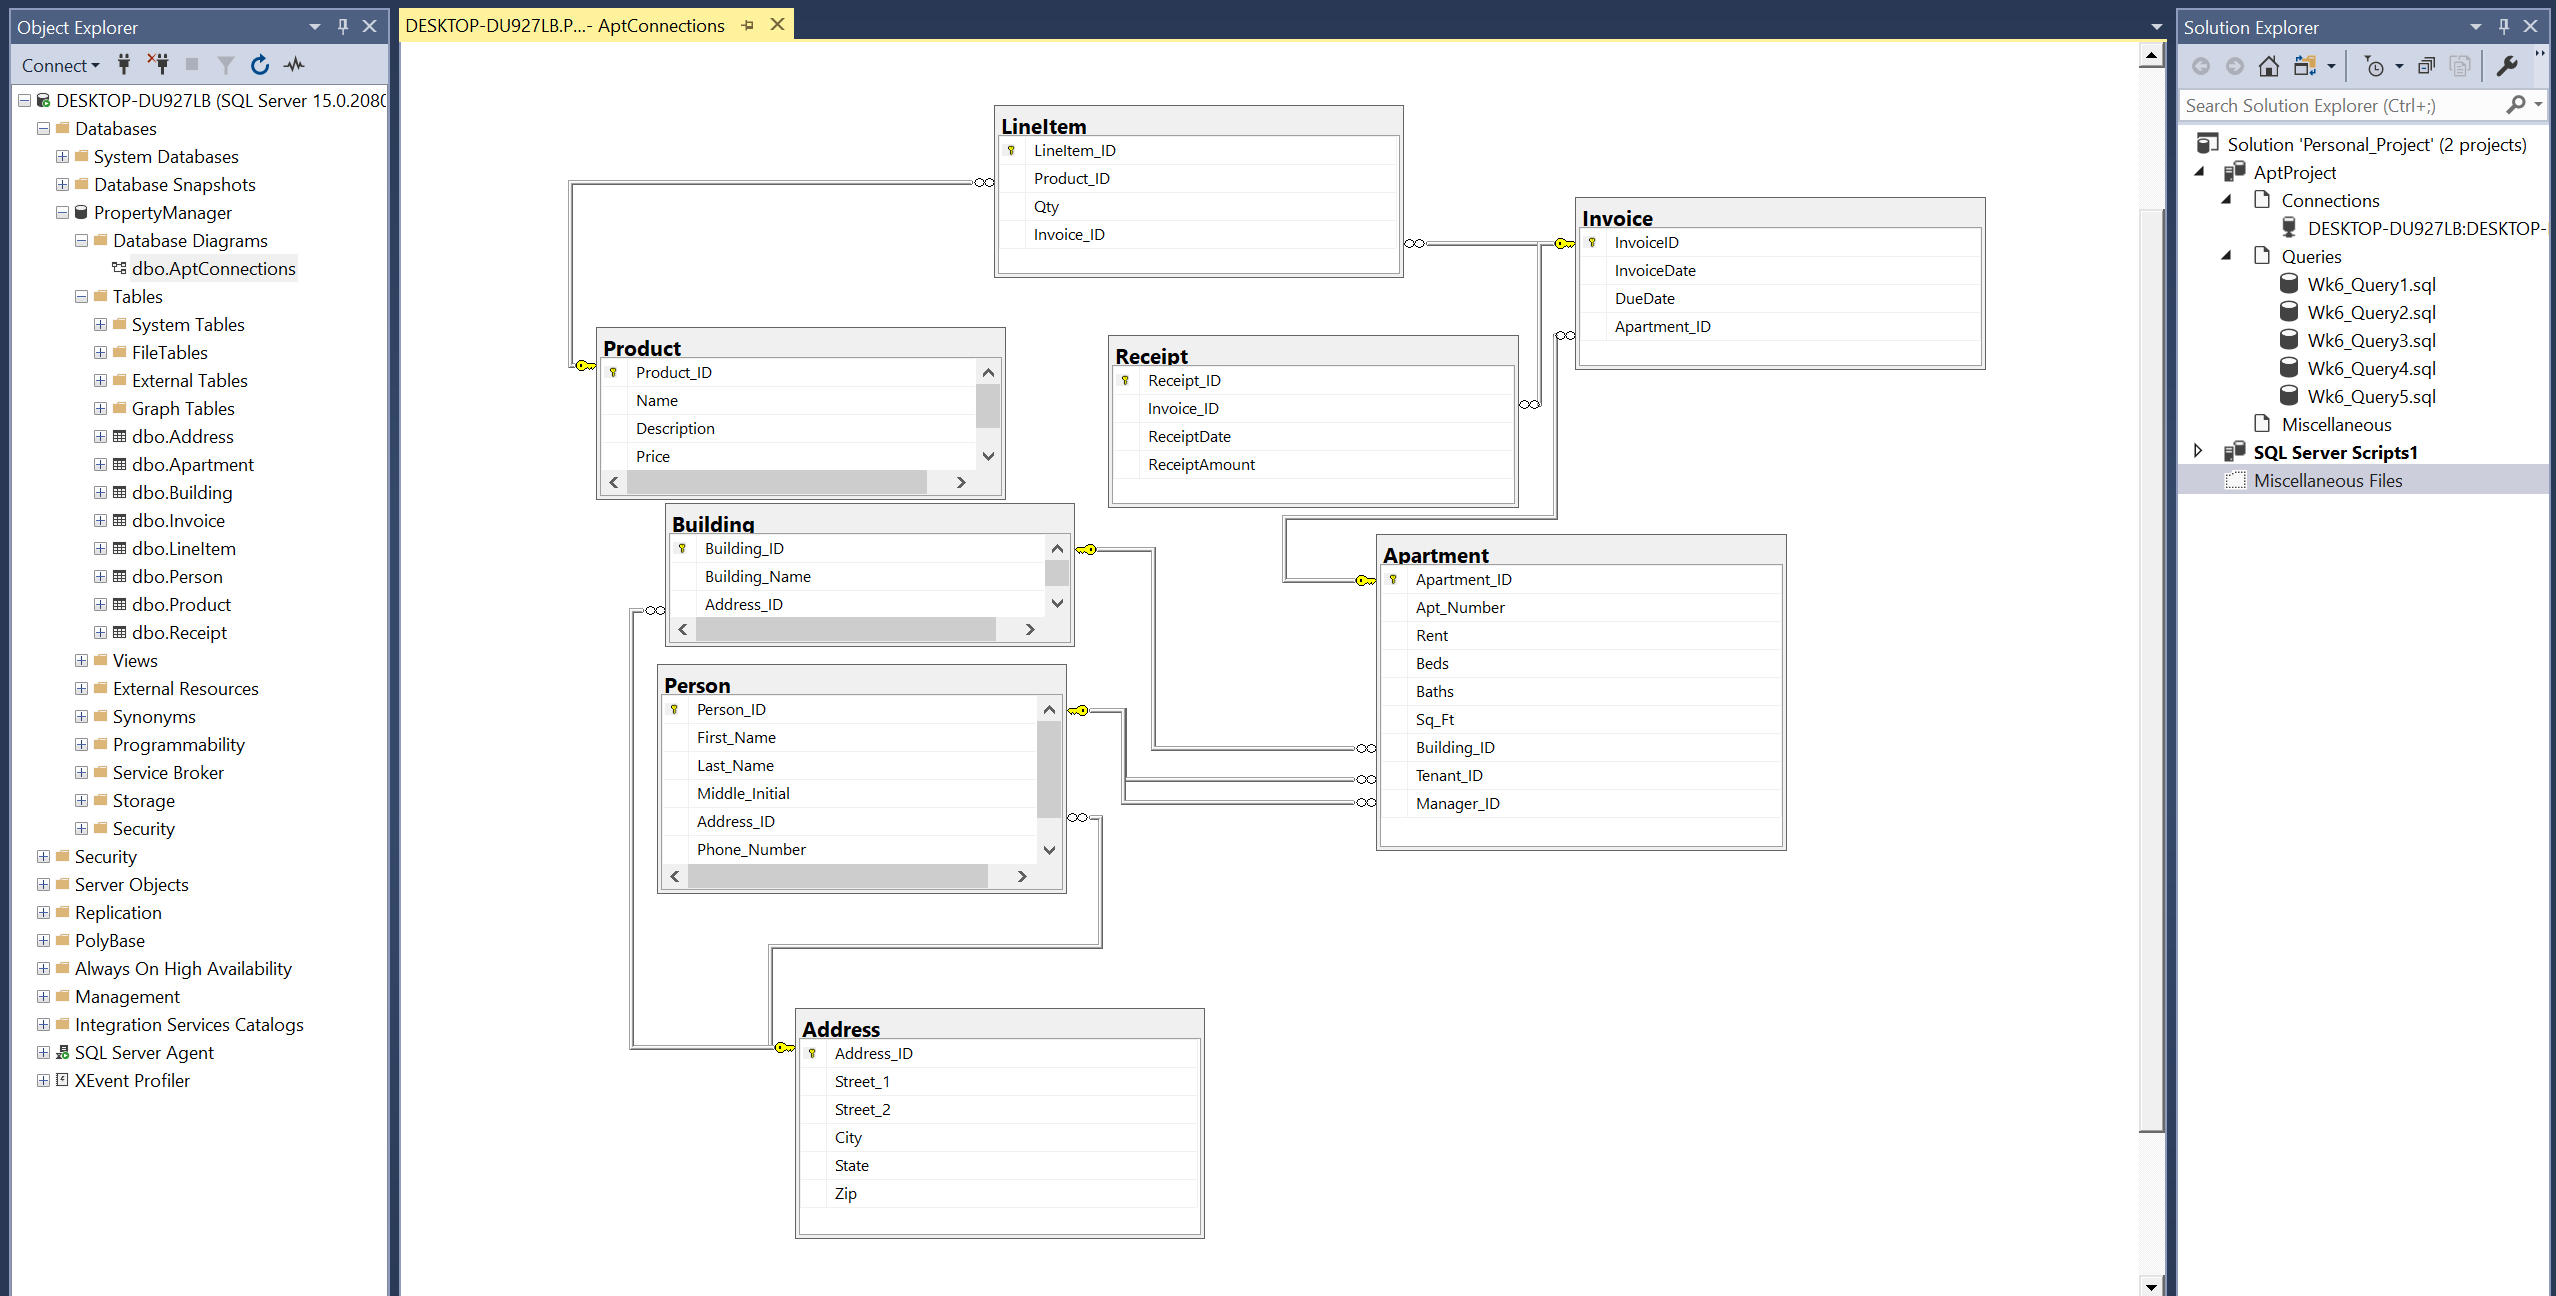 Object Explorer
Connect
DESKTOP-DU927LB (SQL Server 15.0.2080
Databases
System Databases
Database Snapshots
PropertyManager
Database Diagrams
dbo.AptConnections
Tables
System Tables
FileTables
External Tables
Graph Tables
dbo.Address
dbo.Apartment
dbo.Building
dbo.Invoice
dbo.LineItem
dbo.Person
dbo.Product
dbo.Receipt
Views
External Resources
Synonyms
Programmability
Service Broker
Storage
Security
Security
Server Objects
Replication
PolyBase
Always On High Availability
Management
Integration Services Catalogs
SQL Server Agent
XEvent Profiler
DESKTOP-DU927LB.P...- AptConnections
LineItem
LineItem_ID
Product_ID
Qty
Invoice_ID
Invoice
InvoiceID
InvoiceDate
DueDate
Apartment_ID
Product
Product_ID
Name
Description
Price
Receipt
Receipt_ID
Invoice_ID
ReceiptDate
ReceiptAmount
Building
Building_ID
Building_Name
Address_ID
Apartment
Apartment_ID
Apt_Number
Rent
Beds
Baths
Sq_Ft
Building_ID
Tenant_ID
Manager_ID
Person
Person_ID
First_Name
Last_Name
Middle_Initial
Address_ID
Phone_Number
Address
Address_ID
Street_1
Street_2
City
State
Zip
Solution Explorer
Search Solution Explorer (Ctrl+;)
Solution 'Personal_Project' (2 projects)
AptProject
Connections
DESKTOP-DU927LB:DESKTOP-
Queries
Wk6_Query1.sql
Wk6_Query2.sql
Wk6_Query3.sql
Wk6_Query4.sql
Wk6_Query5.sql
Miscellaneous
SQL Server Scripts1
Miscellaneous Files